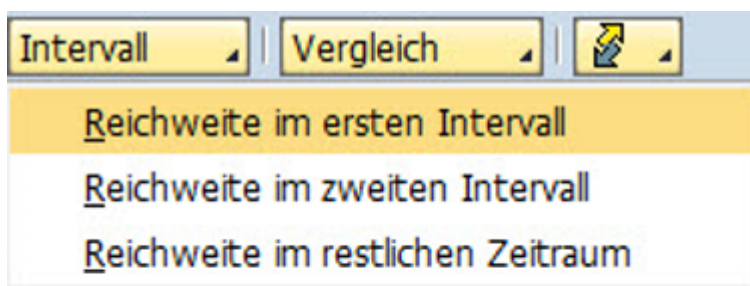 Intervall Vergleich
Reichweite im ersten Intervall
Reichweite im zweiten Intervall
Reichweite im restlichen Zeitraum